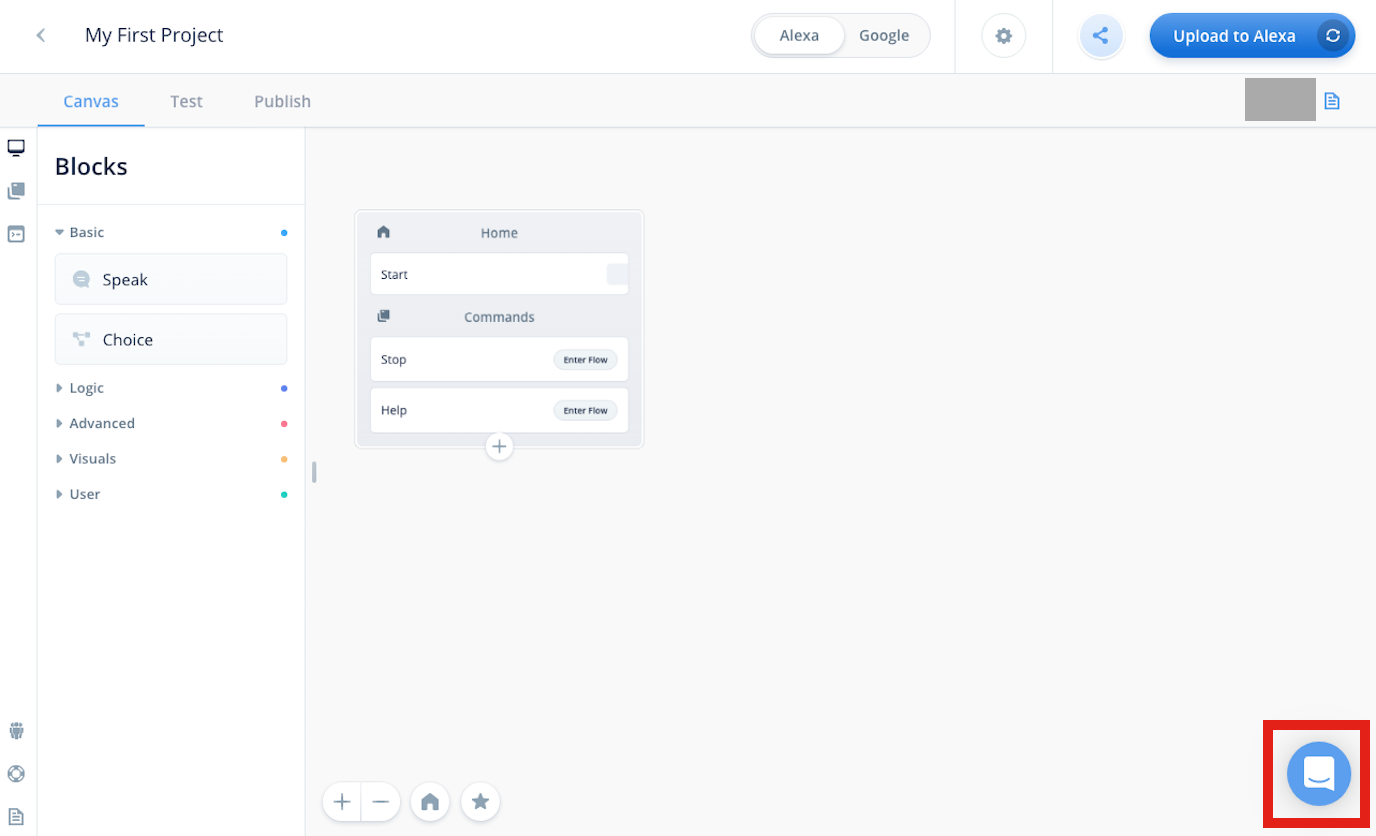 My First Project
Alexa
Google
Upload to Alexa
Canvas
Test
Publish
Blocks
Basic
Speak
Choice
Logic
Advanced
Visuals
User
Home
Start
Commands
Stop
Enter Flow
Help
Enter Flow